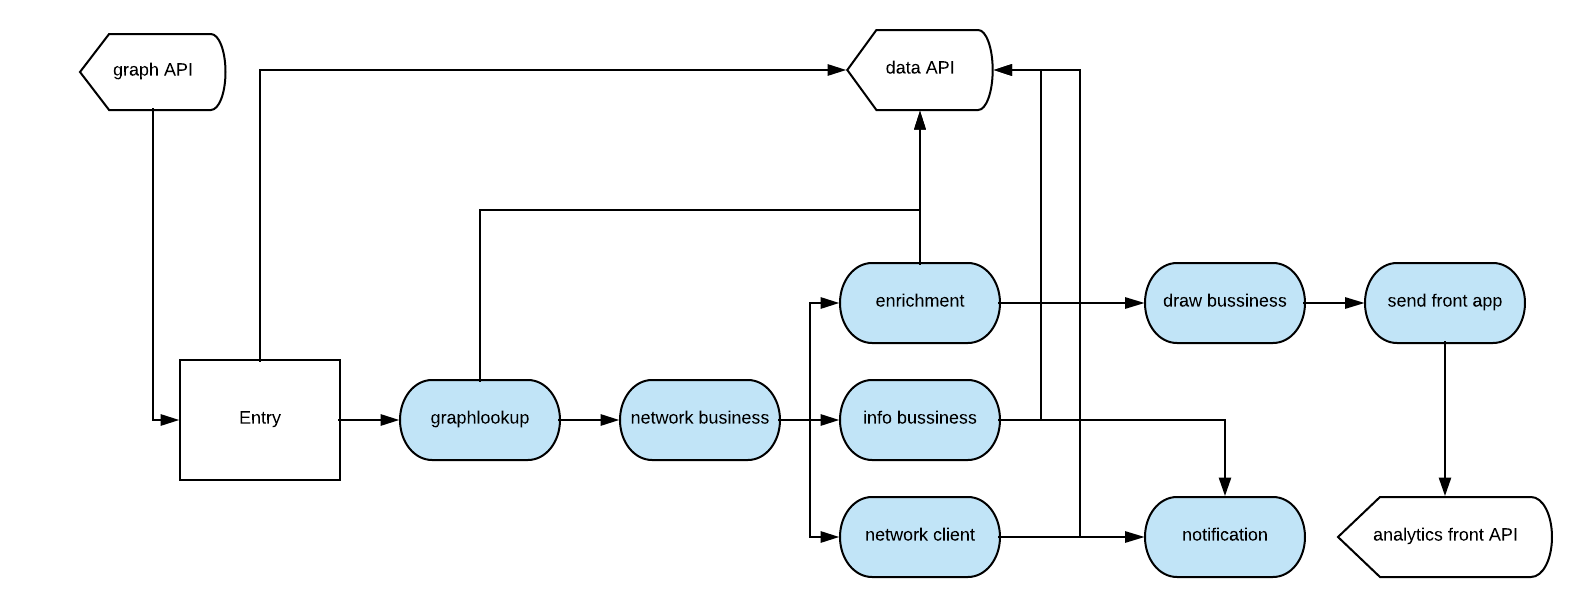 graph API
data API
enrichment
draw bussiness
send front app
Entry
graphlookup
network business
info bussiness
network client
notification
analytics front API